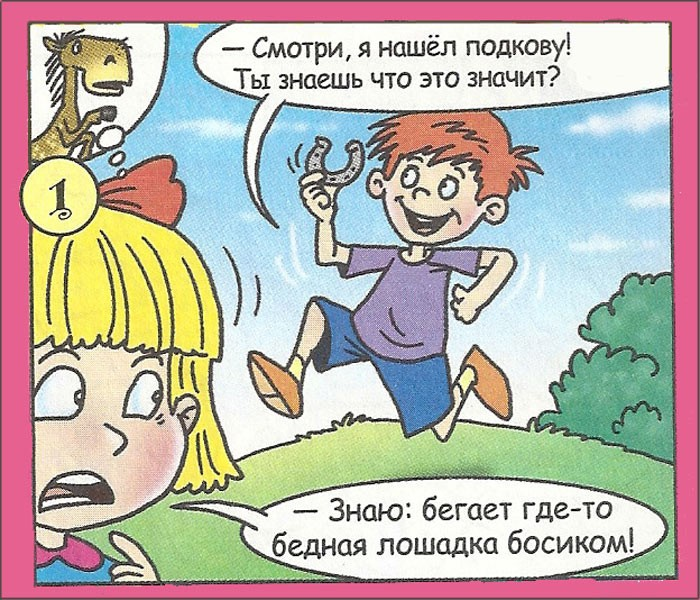 — Смотри, я нашёл подкову!
Ты знаешь что это значит?
1
— Знаю: бегает где-то
бедная лошадка босиком!